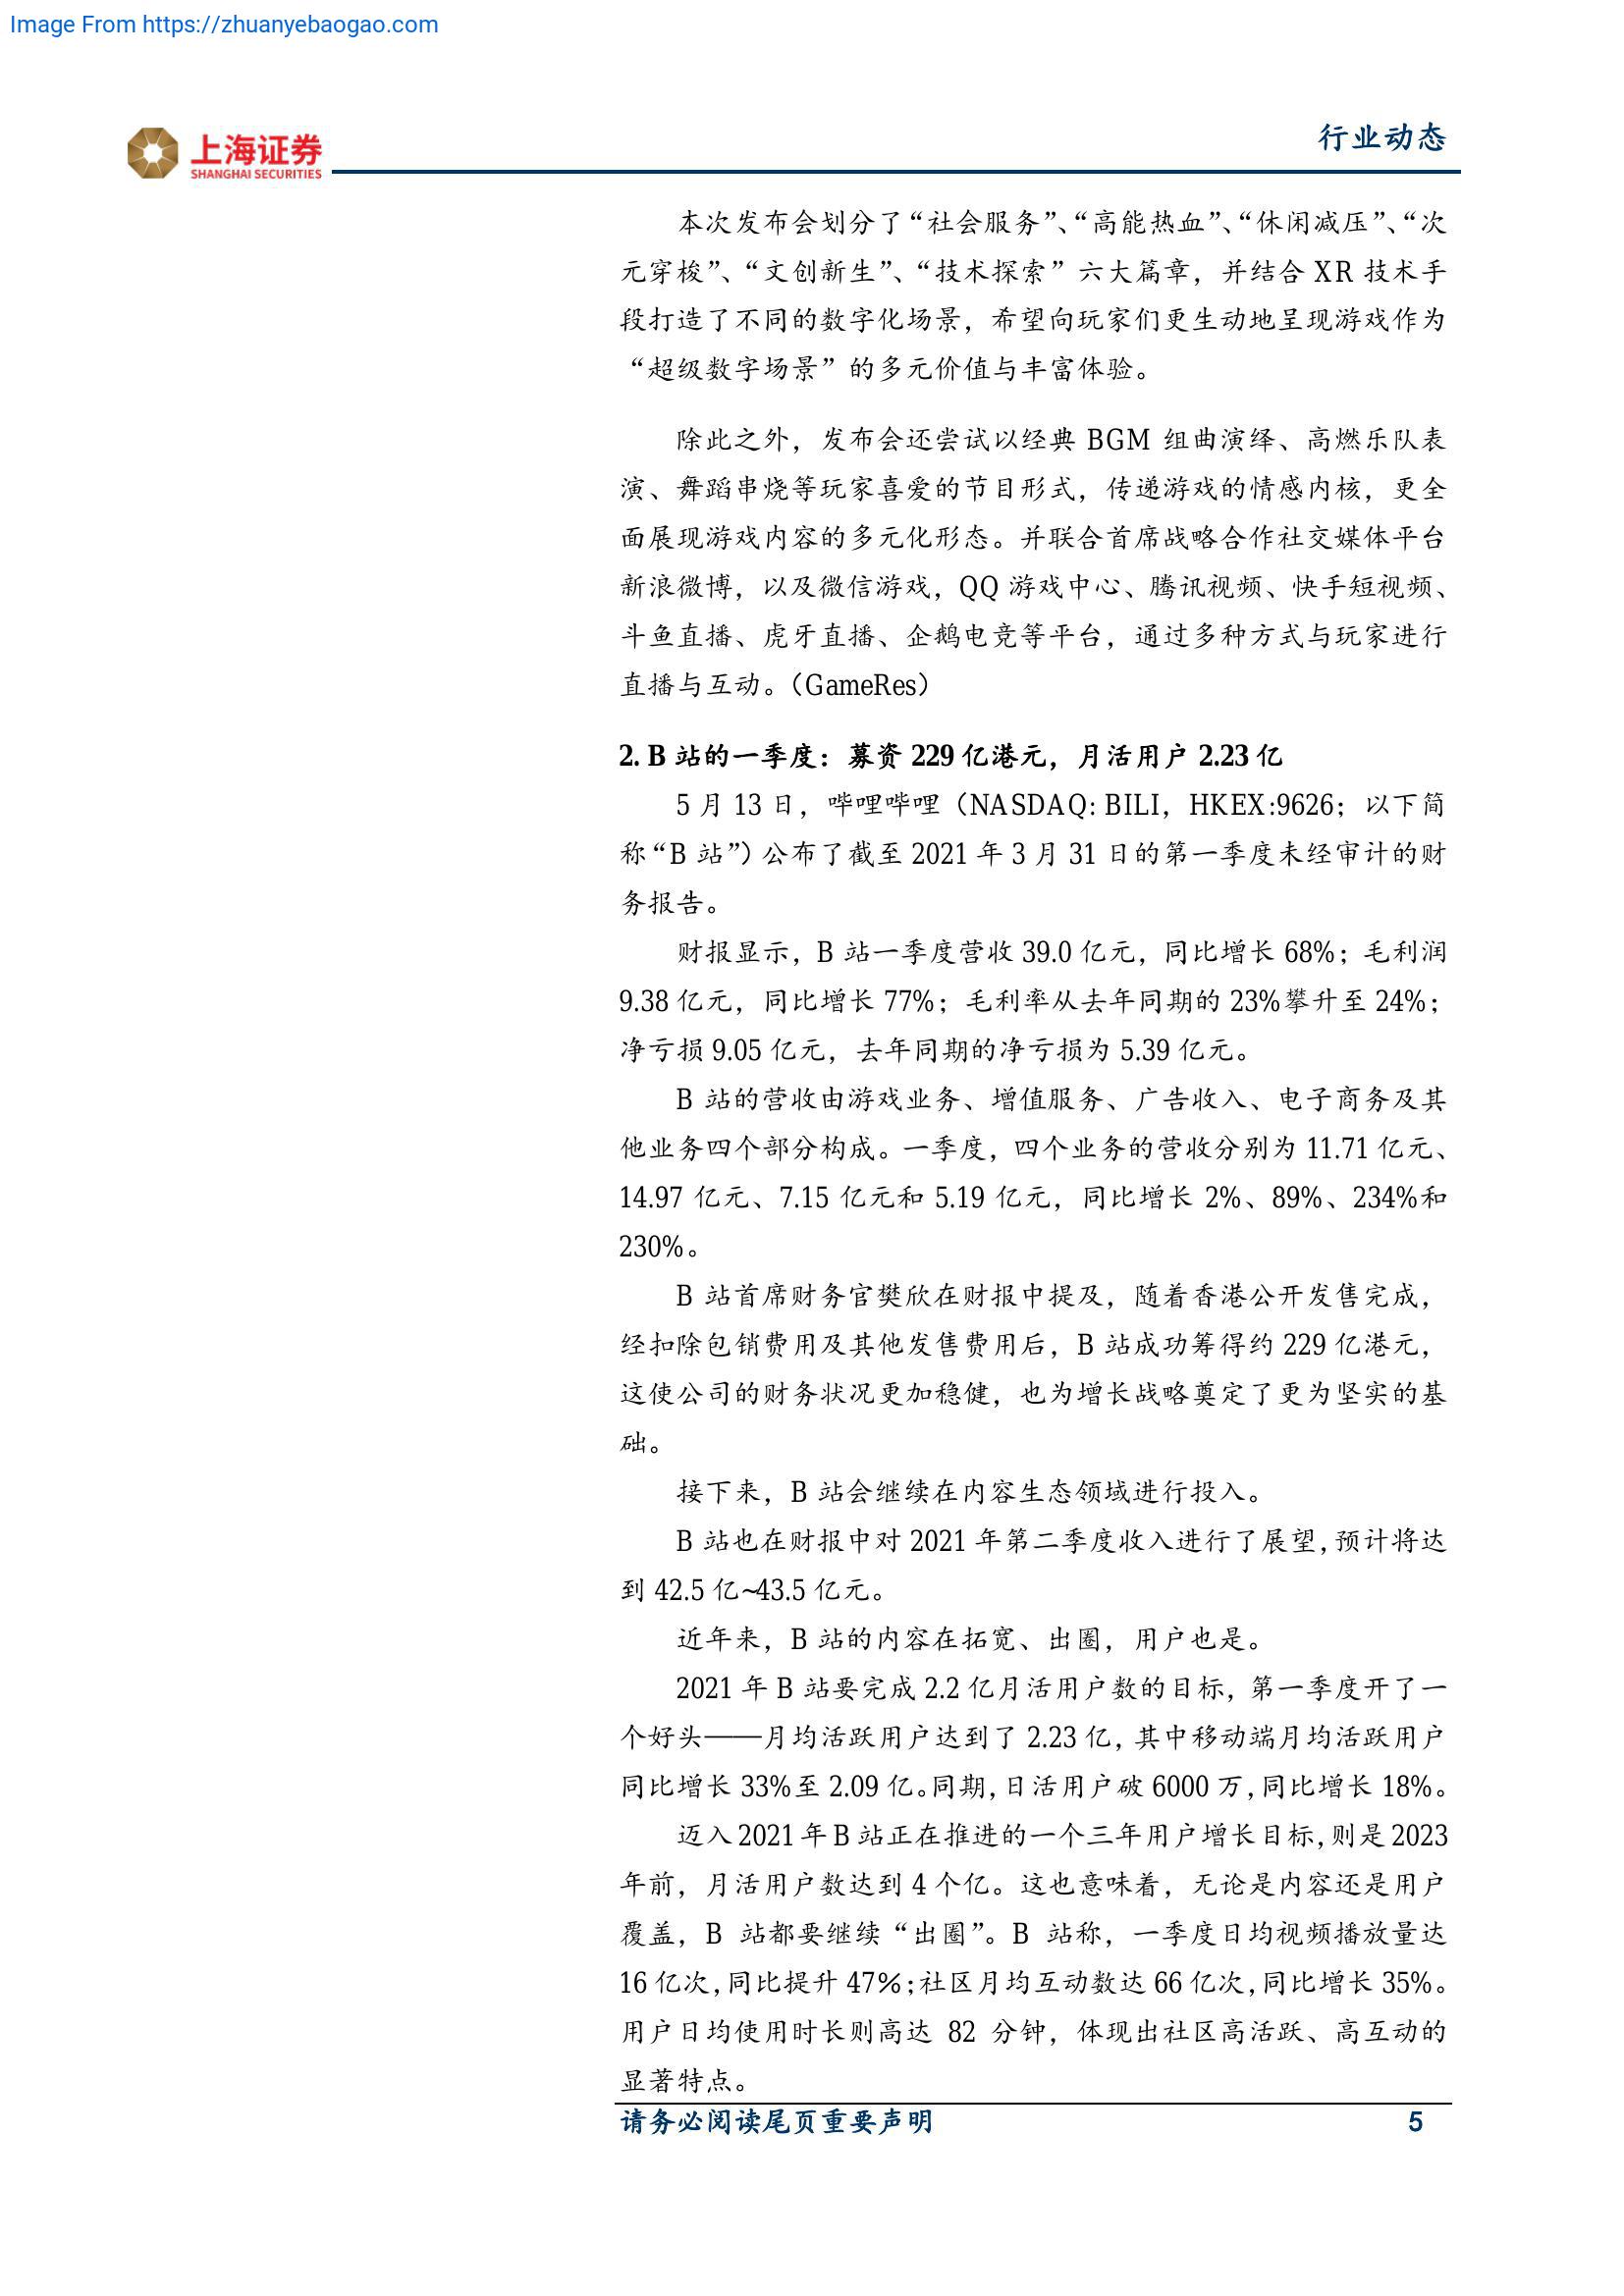 Image From https://zhuanyebaogao.com
上海证券
SHANGHAI SECURITIES
行业动态
本次发布会划分了“社会服务”、“高能热血”、“休闲减压”、“次
元穿梭”、“文创新生”、“技术探索”六大篇章，并结合 XR 技术手
段打造了不同的数字化场景，希望向玩家们更生动地呈现游戏作为
“超级数字场景”的多元价值与丰富体验。
除此之外，发布会还尝试以经典 BGM 组曲演绎、高燃乐队表
演、舞蹈串烧等玩家喜爱的节目形式，传递游戏的情感内核，更全
面展现游戏内容的多元化形态。并联合首席战略合作社交媒体平台
新浪微博，以及微信游戏，QQ 游戏中心、腾讯视频、快手短视频、
斗鱼直播、虎牙直播、企鹅电竞等平台，通过多种方式与玩家进行
直播与互动。（GameRes）
2. B 站的一季度：募资 229 亿港元，月活用户 2.23 亿
5 月 13 日，哔哩哔哩（NASDAQ: BILI，HKEX:9626；以下简
称“B 站”）公布了截至 2021 年 3 月 31 日的第一季度未经审计的财
务报告。
财报显示，B 站一季度营收 39.0 亿元，同比增长 68%；毛利润
9.38 亿元，同比增长 77%；毛利率从去年同期的 23%攀升至 24%；
净亏损 9.05 亿元，去年同期的净亏损为 5.39 亿元。
B 站的营收由游戏业务、增值服务、广告收入、电子商务及其
他业务四个部分构成。一季度，四个业务的营收分别为 11.71 亿元、
14.97 亿元、7.15 亿元和 5.19 亿元，同比增长 2%、89%、234%和
230%。
B 站首席财务官樊欣在财报中提及，随着香港公开发售完成，
经扣除包销费用及其他发售费用后，B 站成功筹得约 229 亿港元，
这使公司的财务状况更加稳健，也为增长战略奠定了更为坚实的基
础。
接下来，B 站会继续在内容生态领域进行投入。
B 站也在财报中对 2021 年第二季度收入进行了展望，预计将达
到 42.5 亿~43.5 亿元。
近年来，B 站的内容在拓宽、出圈，用户也是。
2021 年 B 站要完成 2.2 亿月活用户数的目标，第一季度开了一
个好头——月均活跃用户达到了 2.23 亿，其中移动端月均活跃用户
同比增长 33%至 2.09 亿。同期，日活用户破 6000 万，同比增长 18%。
迈入 2021 年 B 站正在推进的一个三年用户增长目标，则是 2023
年前，月活用户数达到 4 个亿。这也意味着，无论是内容还是用户
覆盖，B 站都要继续“出圈”。B 站称，一季度日均视频播放量达
16 亿次，同比提升 47%；社区月均互动数达 66 亿次，同比增长 35%。
用户日均使用时长则高达 82 分钟，体现出社区高活跃、高互动的
显著特点。
请务必阅读尾页重要声明
5